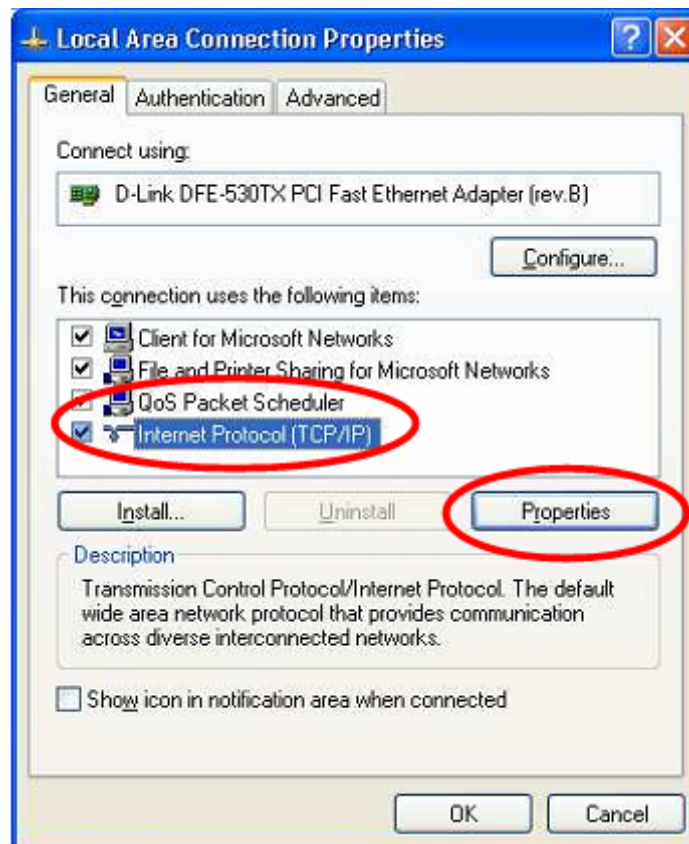 Local Area Connection Properties
General Authentication Advanced
Connect using:
D-Link DFE-530TX PCI Fast Ethernet Adapter (rev.B)
Configure...
This connection uses the following items:
Client for Microsoft Networks
File and Printer Sharing for Microsoft Networks
QoS Packet Scheduler
Internet Protocol (TCP/IP)
Install... Uninstall Properties
Description
Transmission Control Protocol/Internet Protocol. The default
wide area network protocol that provides communication
across diverse interconnected networks.
Show icon in notification area when connected
OK Cancel